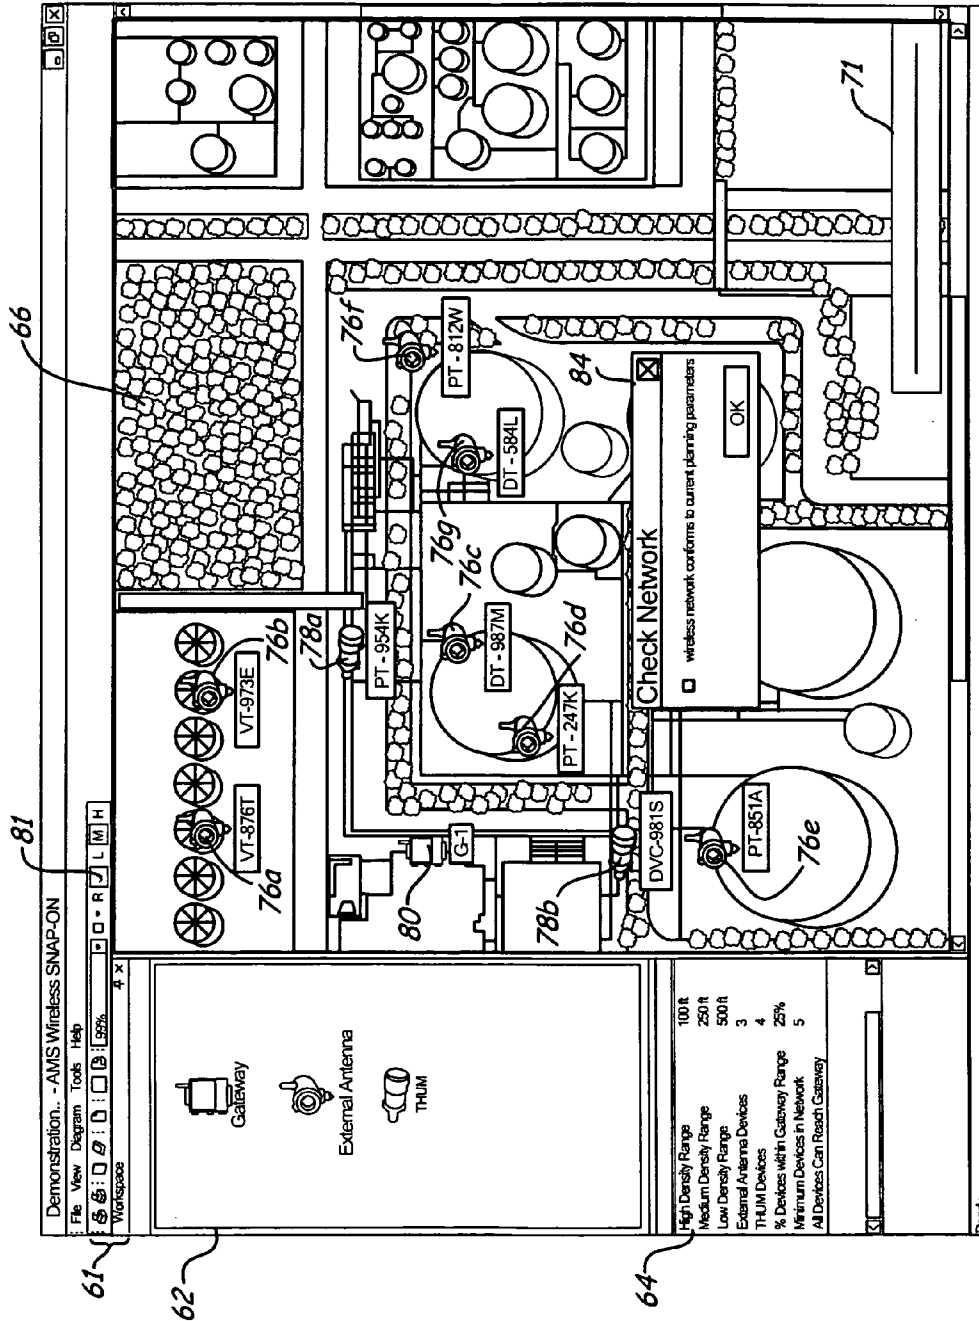 Demonstration.. - AMS Wireless SNAP-ON
File View Diagram Tools Help
99%
R
L M H
Workspace
61
81
66
62
Gateway
External Antenna
THUM
64
High Density Range 100 ft
Medium Density Range 250 ft
Low Density Range 500 ft
External Antenna Devices 3
THUM Devices 4
% Devices within Gateway Range 25%
Minimum Devices in Network 5
All Devices Can Reach Gateway
VT-876T
76a
VT-973E
76b
78a
PT - 954K
76f
PT - 812W
80
G-1
DT - 987M
76c
76g
DT - 584L
PT - 247K
76d
78b
DVC-981S
PT-851A
76e
84
Check Network
wireless network conforms to current planning parameters
OK
71